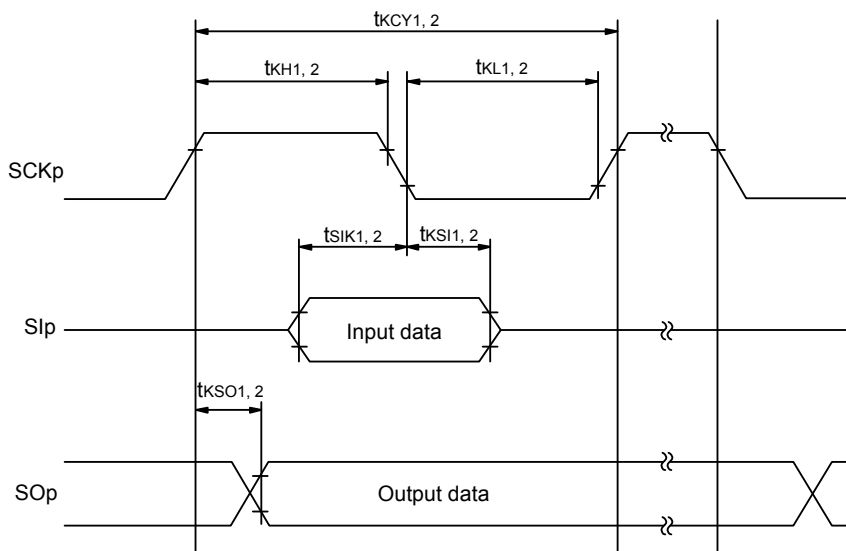 tKCY1, 2
tKH1, 2
tKL1, 2
SCKp
tSIK1, 2
tKSI1, 2
SIp
Input data
tKSO1, 2
SOp
Output data